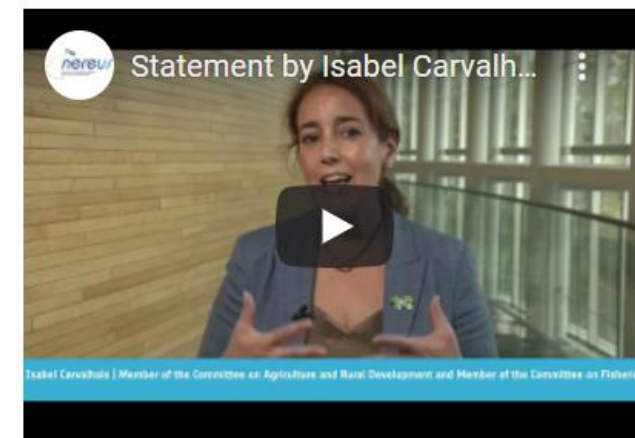 nereus
Statement by Isabel Carvalh...
Isabel Carvalhais | Member of the Committee on Agriculture and Rural Development and Member of the Committee on Fisheri